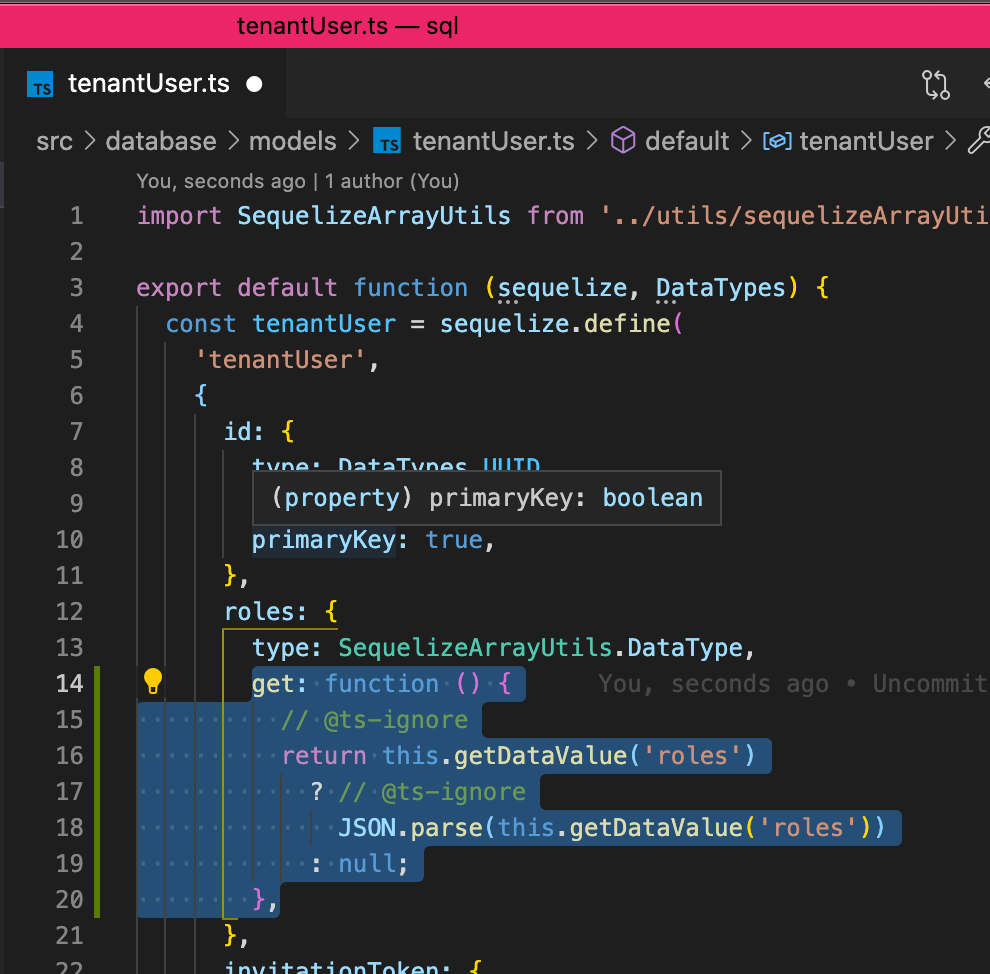 tenantUser.ts — sql
TS tenantUser.ts
src > database > models > TS tenantUser.ts > default > tenantUser >
You, seconds ago | 1 author (You)
1 import SequelizeArrayUtils from '../utils/sequelizeArrayUti
2
3 export default function (sequelize, DataTypes) {
4 const tenantUser = sequelize.define(
5 'tenantUser',
6 {
7 id: {
8 type: DataTypes UUID
9 (property) primaryKey: boolean
10 primaryKey: true,
11 },
12 roles: {
13 type: SequelizeArrayUtils.DataType,
14 get: function () { You, seconds ago • Uncommit
15 // @ts-ignore
16 return this.getDataValue('roles')
17 ? // @ts-ignore
18 JSON.parse(this.getDataValue('roles'))
19 : null;
20 },
21 },
22 invitationToken: {